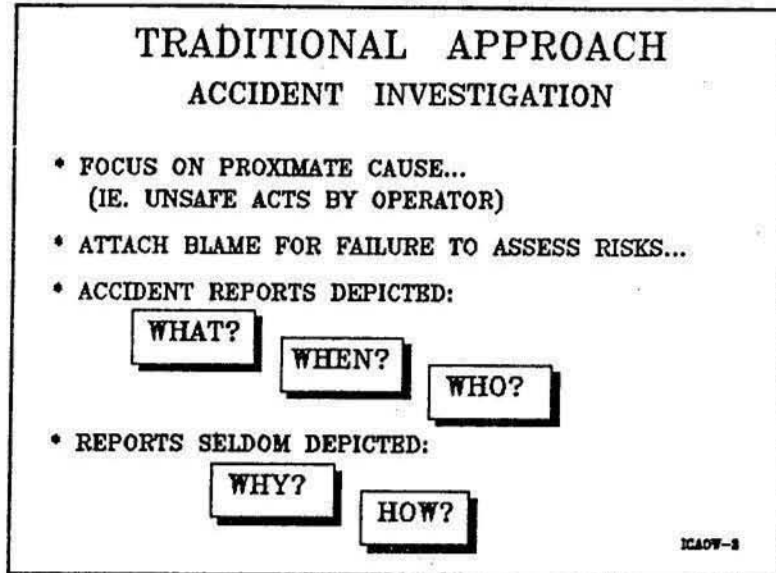 TRADITIONAL APPROACH
ACCIDENT INVESTIGATION
* FOCUS ON PROXIMATE CAUSE...
(IE. UNSAFE ACTS BY OPERATOR)
* ATTACH BLAME FOR FAILURE TO ASSESS RISKS...
* ACCIDENT REPORTS DEPICTED:
WHAT?
WHEN?
WHO?
* REPORTS SELDOM DEPICTED:
WHY?
HOW?